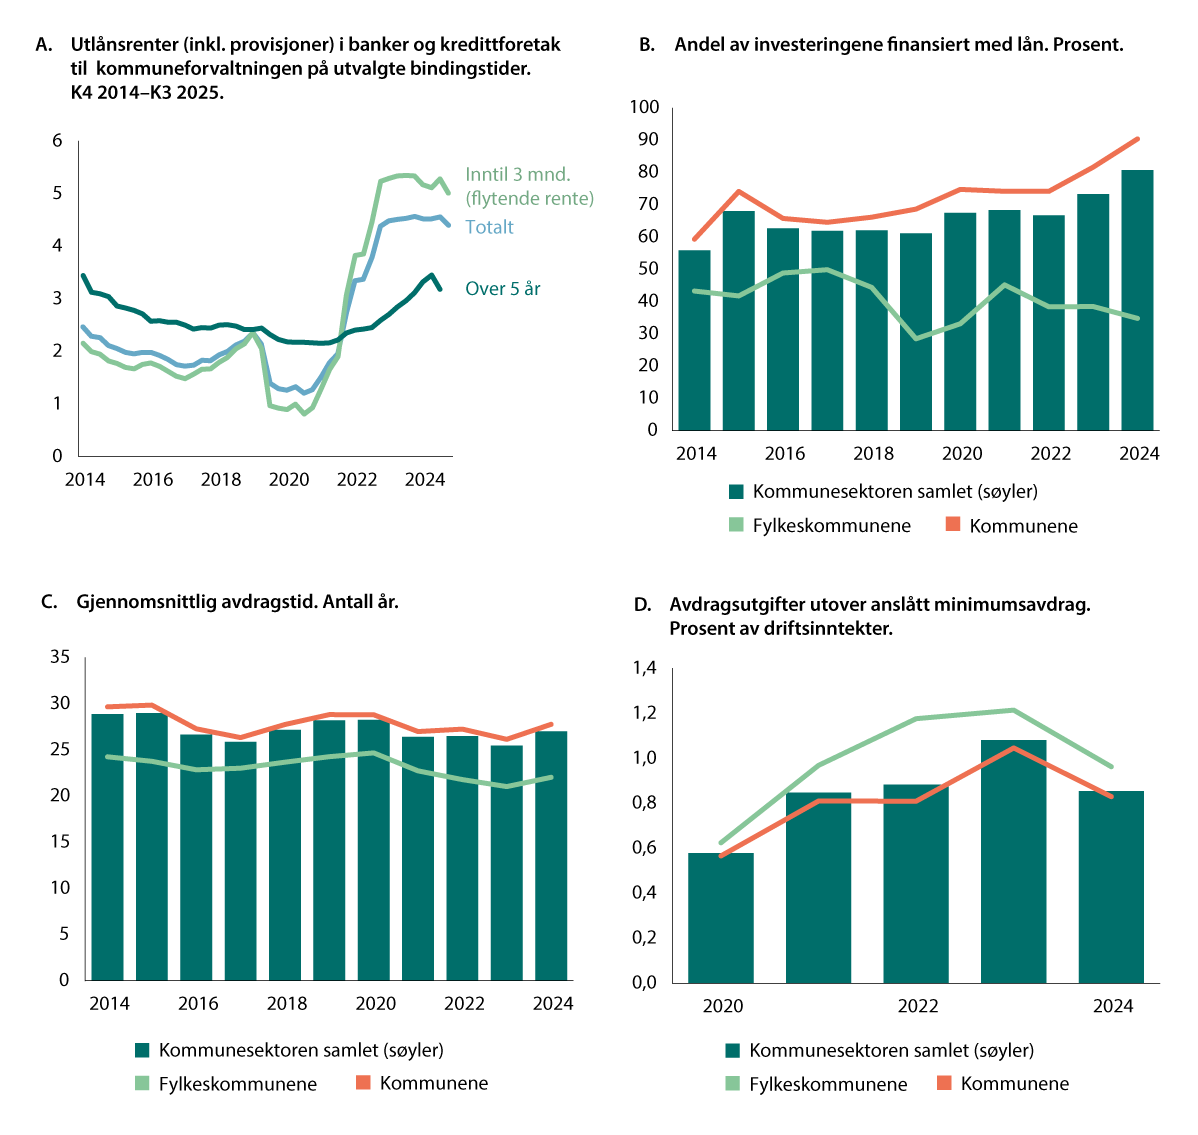 A. Utlånsrenter (inkl. provisjoner) i banker og kredittforetak
til kommuneforvaltningen på utvalgte bindingstider.
K4 2014–K3 2025.
6
5
4
3
2
1
0
2014 2016 2018 2020 2022 2024
Inntil 3 mnd.
(flytende rente)
Totalt
Over 5 år
B. Andel av investeringene finansiert med lån. Prosent.
100
90
80
70
60
50
40
30
20
10
0
2014 2016 2018 2020 2022 2024
Kommunesektoren samlet (søyler)
Fylkeskommunene Kommunene
C. Gjennomsnittlig avdragstid. Antall år.
35
30
25
20
15
10
5
0
2014 2016 2018 2020 2022 2024
Kommunesektoren samlet (søyler)
Fylkeskommunene Kommunene
D. Avdragsutgifter utover anslått minimumsavdrag.
Prosent av driftsinntekter.
1,4
1,2
1,0
0,8
0,6
0,4
0,2
0,0
2020 2022 2024
Kommunesektoren samlet (søyler)
Fylkeskommunene Kommunene